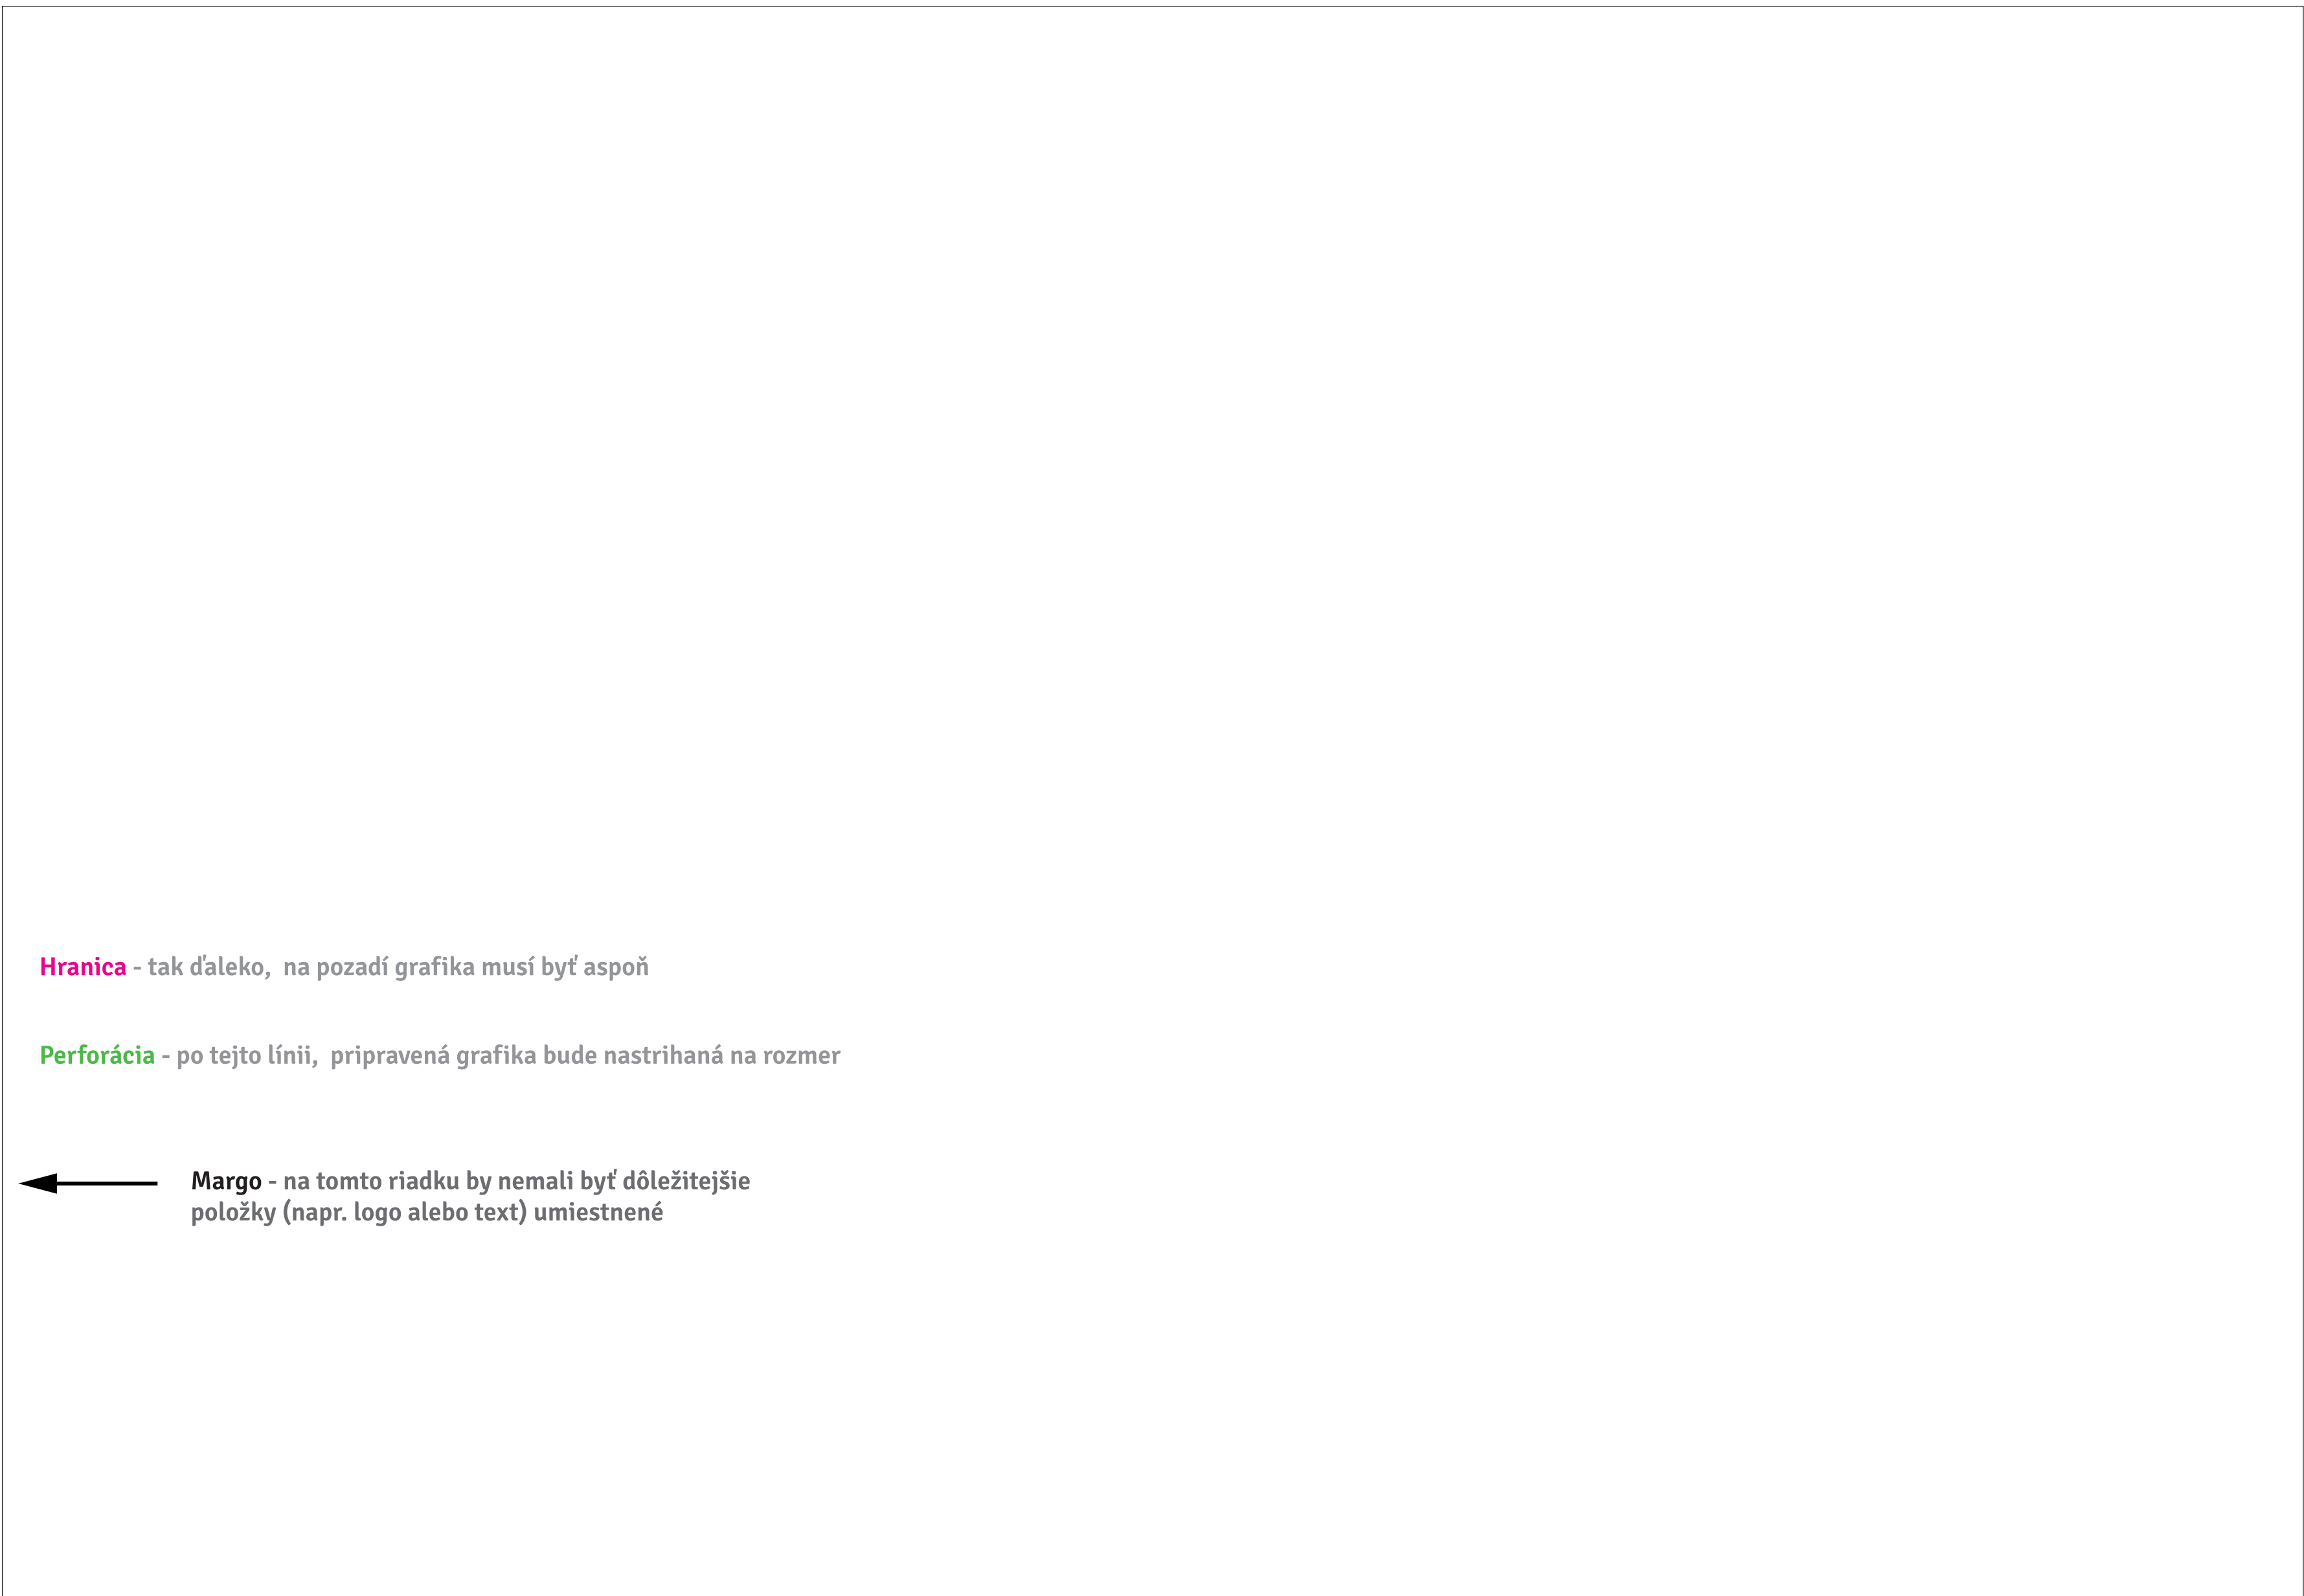 Hranica - tak ďaleko, na pozadí grafika musí byť aspoň
Perforácia - po tejto línii, pripravená grafika bude nastrihaná na rozmer
Margo - na tomto riadku by nemali byť dôležitejšie
položky (napr. logo alebo text) umiestnené